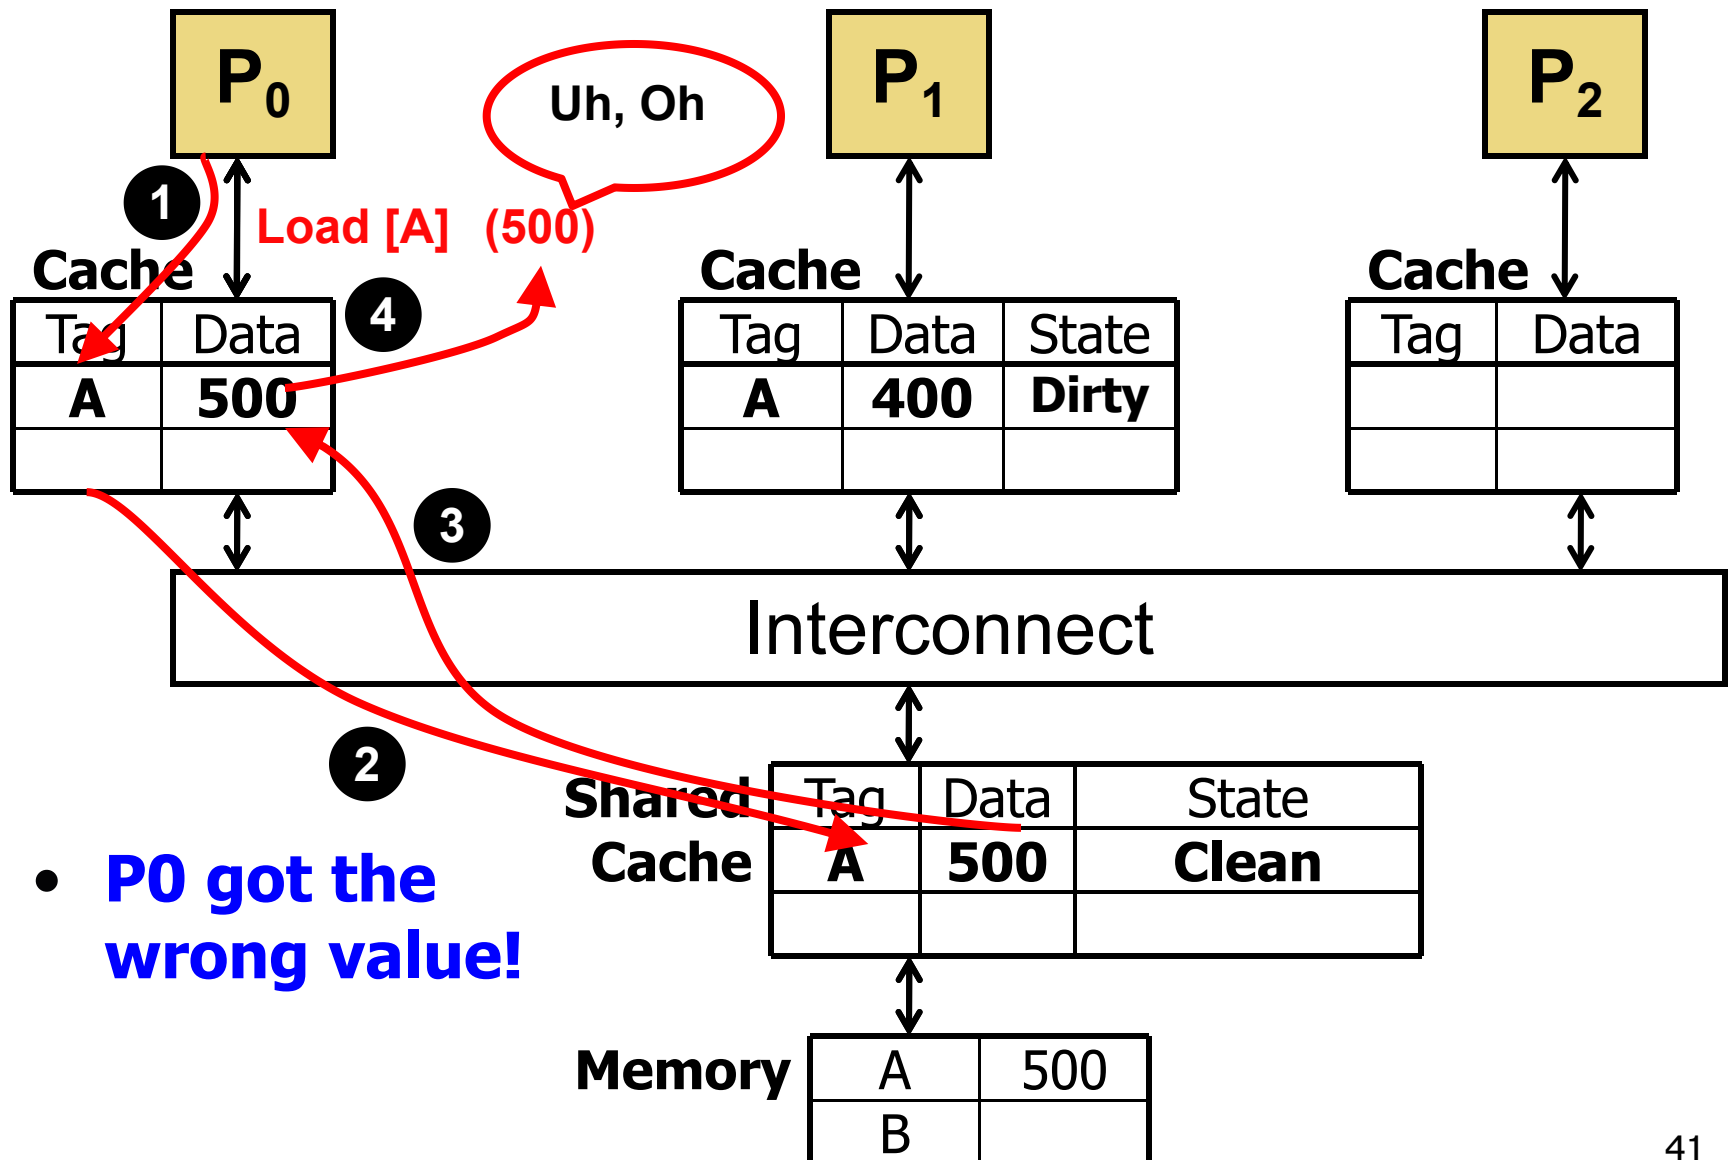 P0
P1
P2
Uh, Oh
1
Load [A] (500)
Cache
Cache
Cache
4
Tag Data
Tag Data State
Tag Data
A 500
A 400 Dirty
3
Interconnect
2
Shared Cache
Tag Data State
A 500 Clean
• P0 got the
wrong value!
Memory
A 500
B
41